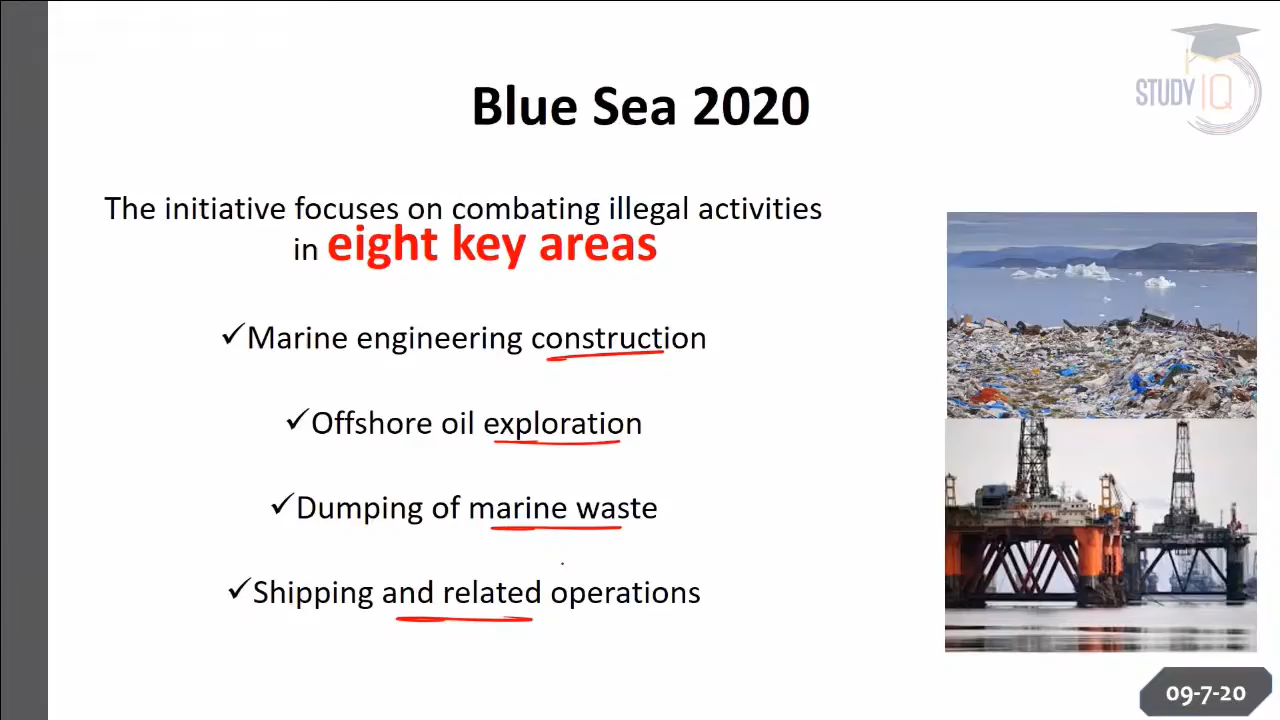 STUDY IQ
Blue Sea 2020
The initiative focuses on combating illegal activities
in eight key areas
✓Marine engineering construction
✓Offshore oil exploration
✓Dumping of marine waste
✓Shipping and related operations
09-7-20